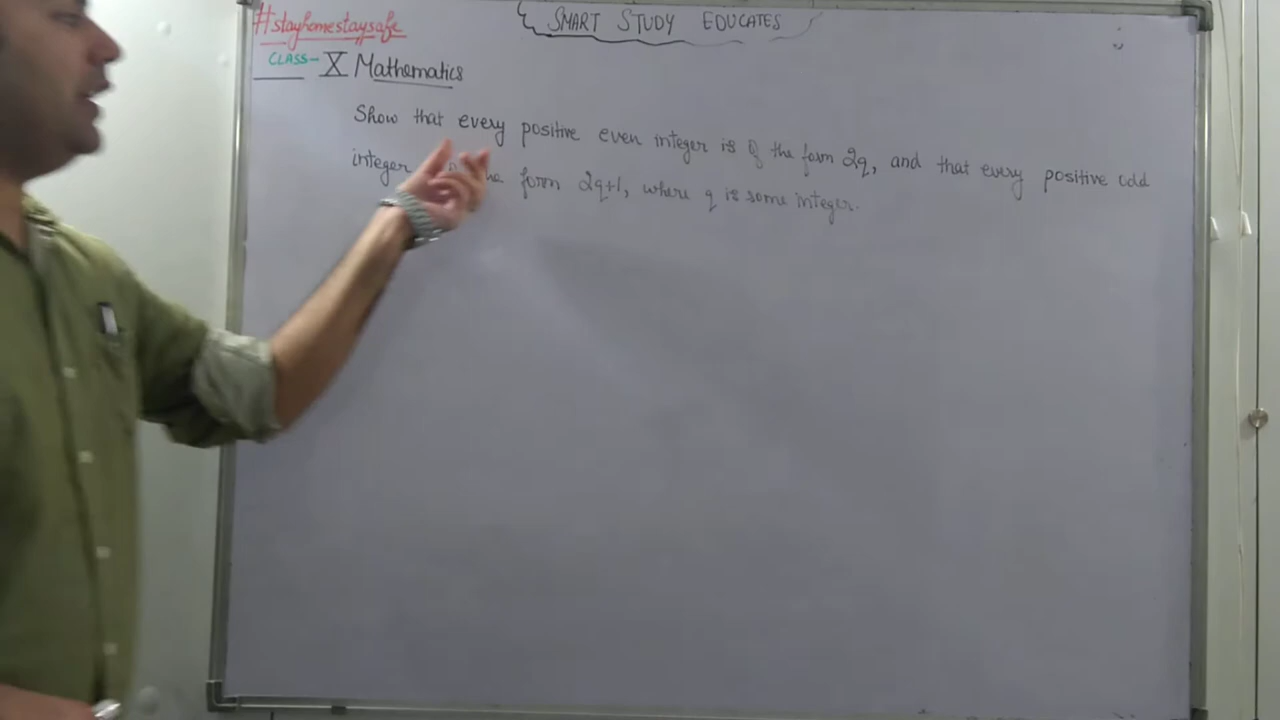 #stayhomestaysafe
SMART STUDY EDUCATES
CLASS- X Mathematics
Show that every positive even integer is of the form 2q, and that every positive odd
integer form 2q+1, where q is some integer.